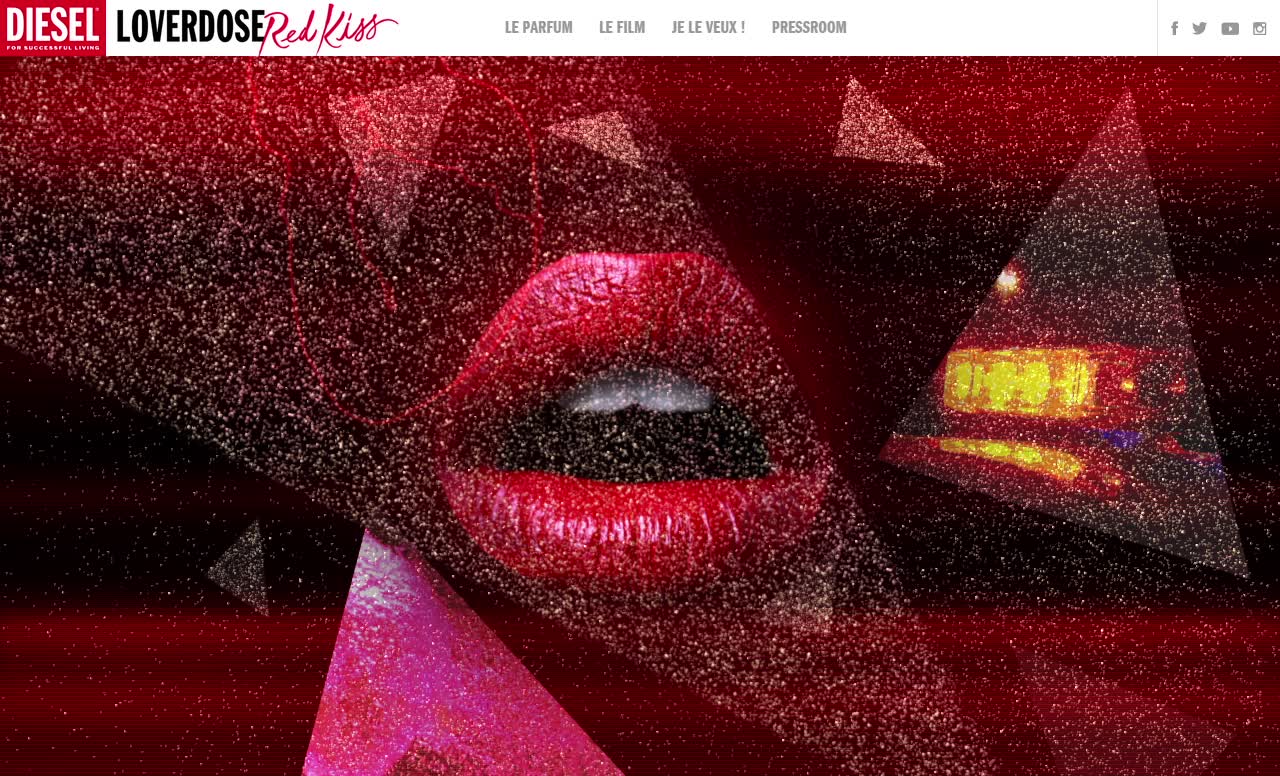 DIESEL
FOR SUCCESSFUL LIVING
LOVERDOSE Red Kiss
LE PARFUM LE FILM JE LE VEUX ! PRESSROOM